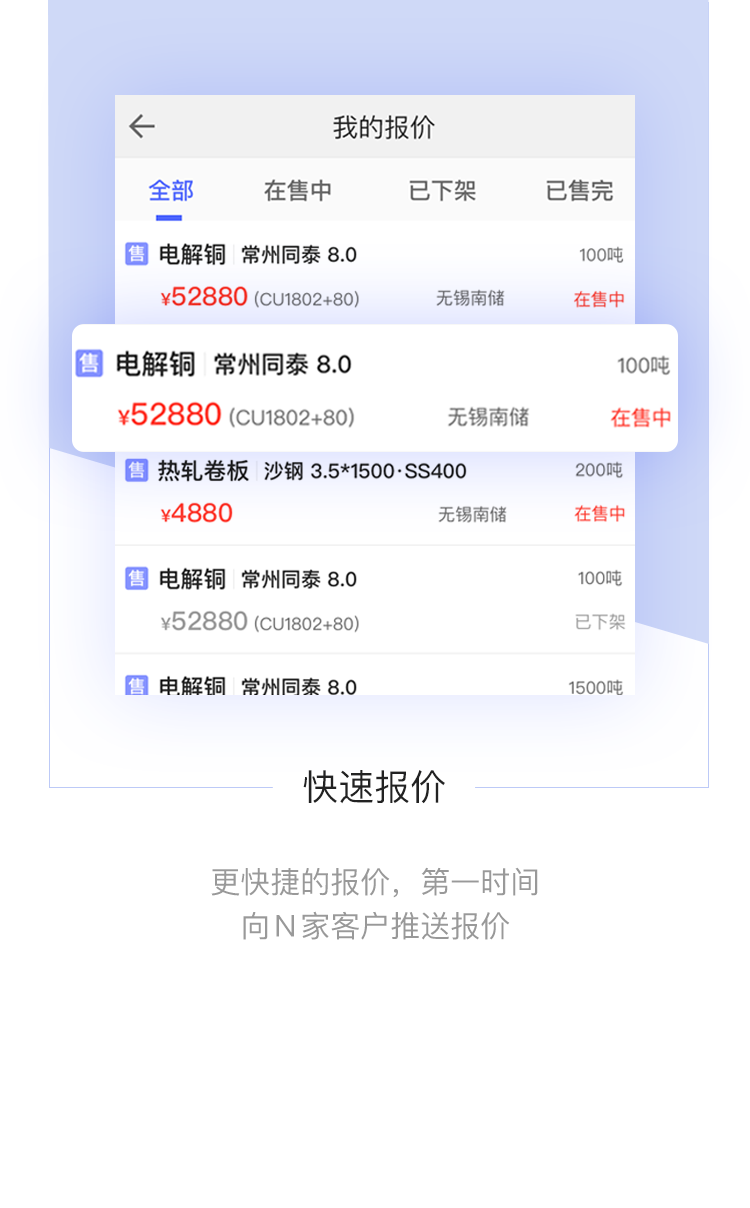 我的报价
全部 在售中 已下架 已售完
售 电解铜 常州同泰 8.0 100吨
¥52880 (CU1802+80) 无锡南储 在售中
售 电解铜 常州同泰 8.0 100吨
¥52880 (CU1802+80) 无锡南储 在售中
售 热轧卷板 沙钢 3.5*1500·SS400 200吨
¥4880 无锡南储 在售中
售 电解铜 常州同泰 8.0 100吨
¥52880 (CU1802+80) 已下架
售 电解铜 常州同泰 8.0 1500吨
快速报价
更快捷的报价，第一时间
向N家客户推送报价